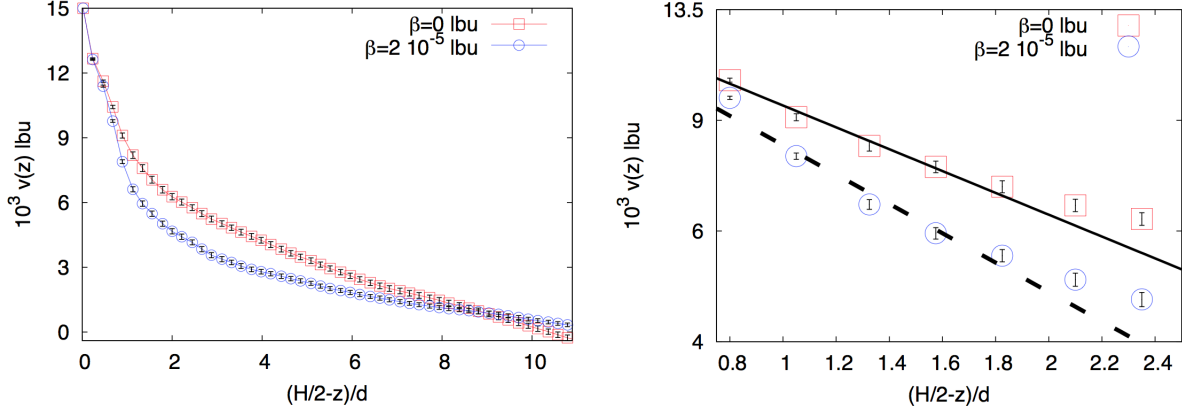 15
12
9
6
3
0
10³ v(z) lbu
β=0 lbu
β=2 10⁻⁵ lbu
0 2 4 6 8 10
(H/2-z)/d
13.5
9
6
4
10³ v(z) lbu
β=0 lbu
β=2 10⁻⁵ lbu
0.8 1 1.2 1.4 1.6 1.8 2 2.2 2.4
(H/2-z)/d